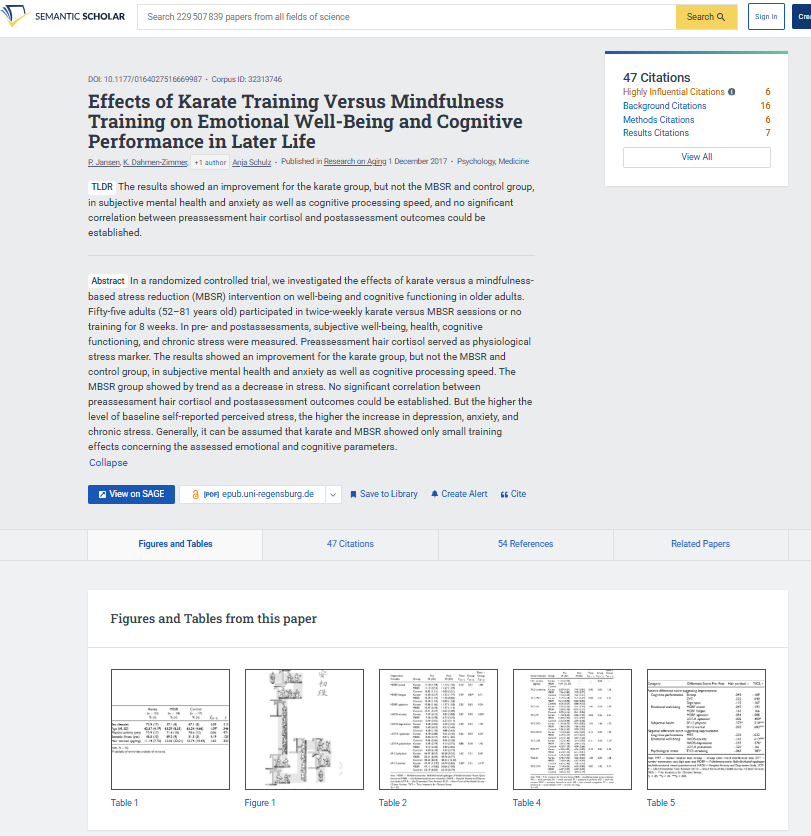 SEMANTIC SCHOLAR
Search 229 507 839 papers from all fields of science
Search
Sign In
Cre
DOI: 10.1177/0164027516669987 • Corpus ID: 32313746
Effects of Karate Training Versus Mindfulness
Training on Emotional Well-Being and Cognitive
Performance in Later Life
P. Jansen, K. Dahmen-Zimmer, +1 author Anja Schulz • Published in Research on Aging 1 December 2017 • Psychology, Medicine
TLDR The results showed an improvement for the karate group, but not the MBSR and control group,
in subjective mental health and anxiety as well as cognitive processing speed, and no significant
correlation between preassessment hair cortisol and postassessment outcomes could be
established.
Abstract In a randomized controlled trial, we investigated the effects of karate versus a mindfulness-
based stress reduction (MBSR) intervention on well-being and cognitive functioning in older adults.
Fifty-five adults (52–81 years old) participated in twice-weekly karate versus MBSR sessions or no
training for 8 weeks. In pre- and postassessments, subjective well-being, health, cognitive
functioning, and chronic stress were measured. Preassessment hair cortisol served as physiological
stress marker. The results showed an improvement for the karate group, but not the MBSR and
control group, in subjective mental health and anxiety as well as cognitive processing speed. The
MBSR group showed by trend as a decrease in stress. No significant correlation between
preassessment hair cortisol and postassessment outcomes could be established. But the higher the
level of baseline self-reported perceived stress, the higher the increase in depression, anxiety, and
chronic stress. Generally, it can be assumed that karate and MBSR showed only small training
effects concerning the assessed emotional and cognitive parameters.
Collapse
View on SAGE
[PDF] epub.uni-regensburg.de
Save to Library
Create Alert
Cite
47 Citations
Highly Influential Citations 6
Background Citations 16
Methods Citations 6
Results Citations 7
View All
Figures and Tables
47 Citations
54 References
Related Papers
Figures and Tables from this paper
Table 1
Figure 1
Table 2
Table 4
Table 5